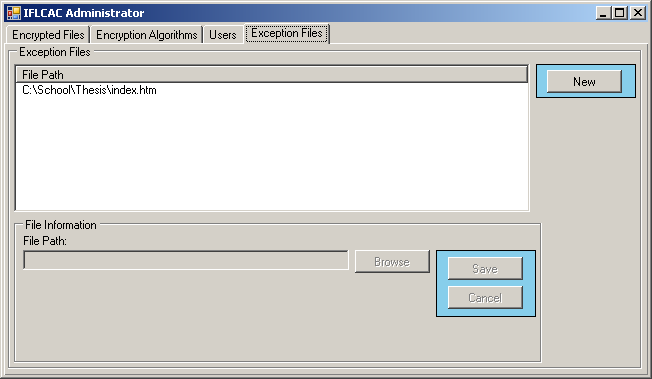 IFLCAC Administrator
Encrypted Files Encryption Algorithms Users Exception Files
Exception Files
File Path
C:\School\Thesis\index.htm
New
File Information
File Path:
Browse
Save
Cancel